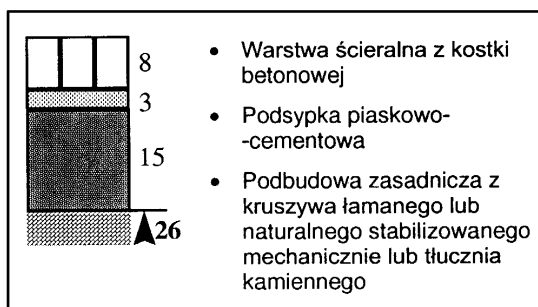 8
3
15
26
• Warstwa ścieralna z kostki
betonowej
• Podsypka piaskowo-
-cementowa
• Podbudowa zasadnicza z
kruszywa łamanego lub
naturalnego stabilizowanego
mechanicznie lub tłucznia
kamiennego